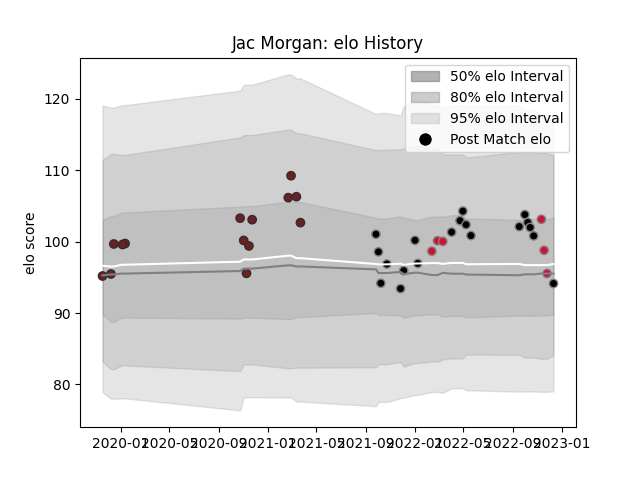 Jac Morgan: elo History
50% elo Interval
80% elo Interval
95% elo Interval
Post Match elo
elo score
120
110
100
90
80
2020-01 2020-05 2020-09 2021-01 2021-05 2021-09 2022-01 2022-05 2022-09 2023-01